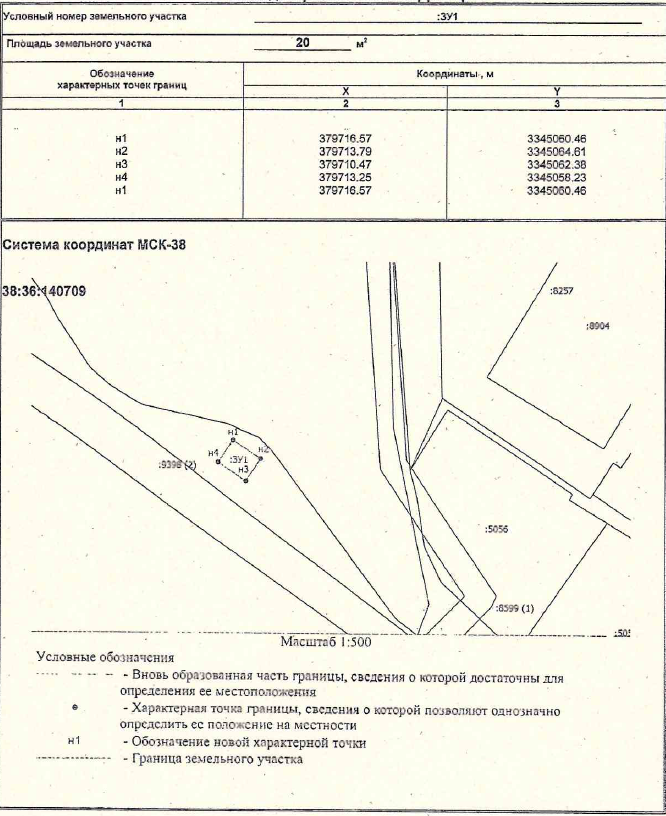 Условный номер земельного участка :ЗУ1
Площадь земельного участка 20 м²
Обозначение характерных точек границ Координаты, м
X Y
1 2 3
н1 379716.57 3345060.46
н2 379713.79 3345064.61
н3 379710.47 3345062.38
н4 379713.25 3345058.23
н1 379716.57 3345060.46
Система координат МСК-38
38:36:140709
:8257
:8904
н1
н2
н4 :ЗУ1
:9398 (2)
н3
:5056
:8599 (1)
Масштаб 1:500
Условные обозначения
- Вновь образованная часть границы, сведения о которой достаточны для
определения ее местоположения
- Характерная точка границы, сведения о которой позволяют однозначно
определить ее положение на местности
н1 - Обозначение новой характерной точки
- Граница земельного участка